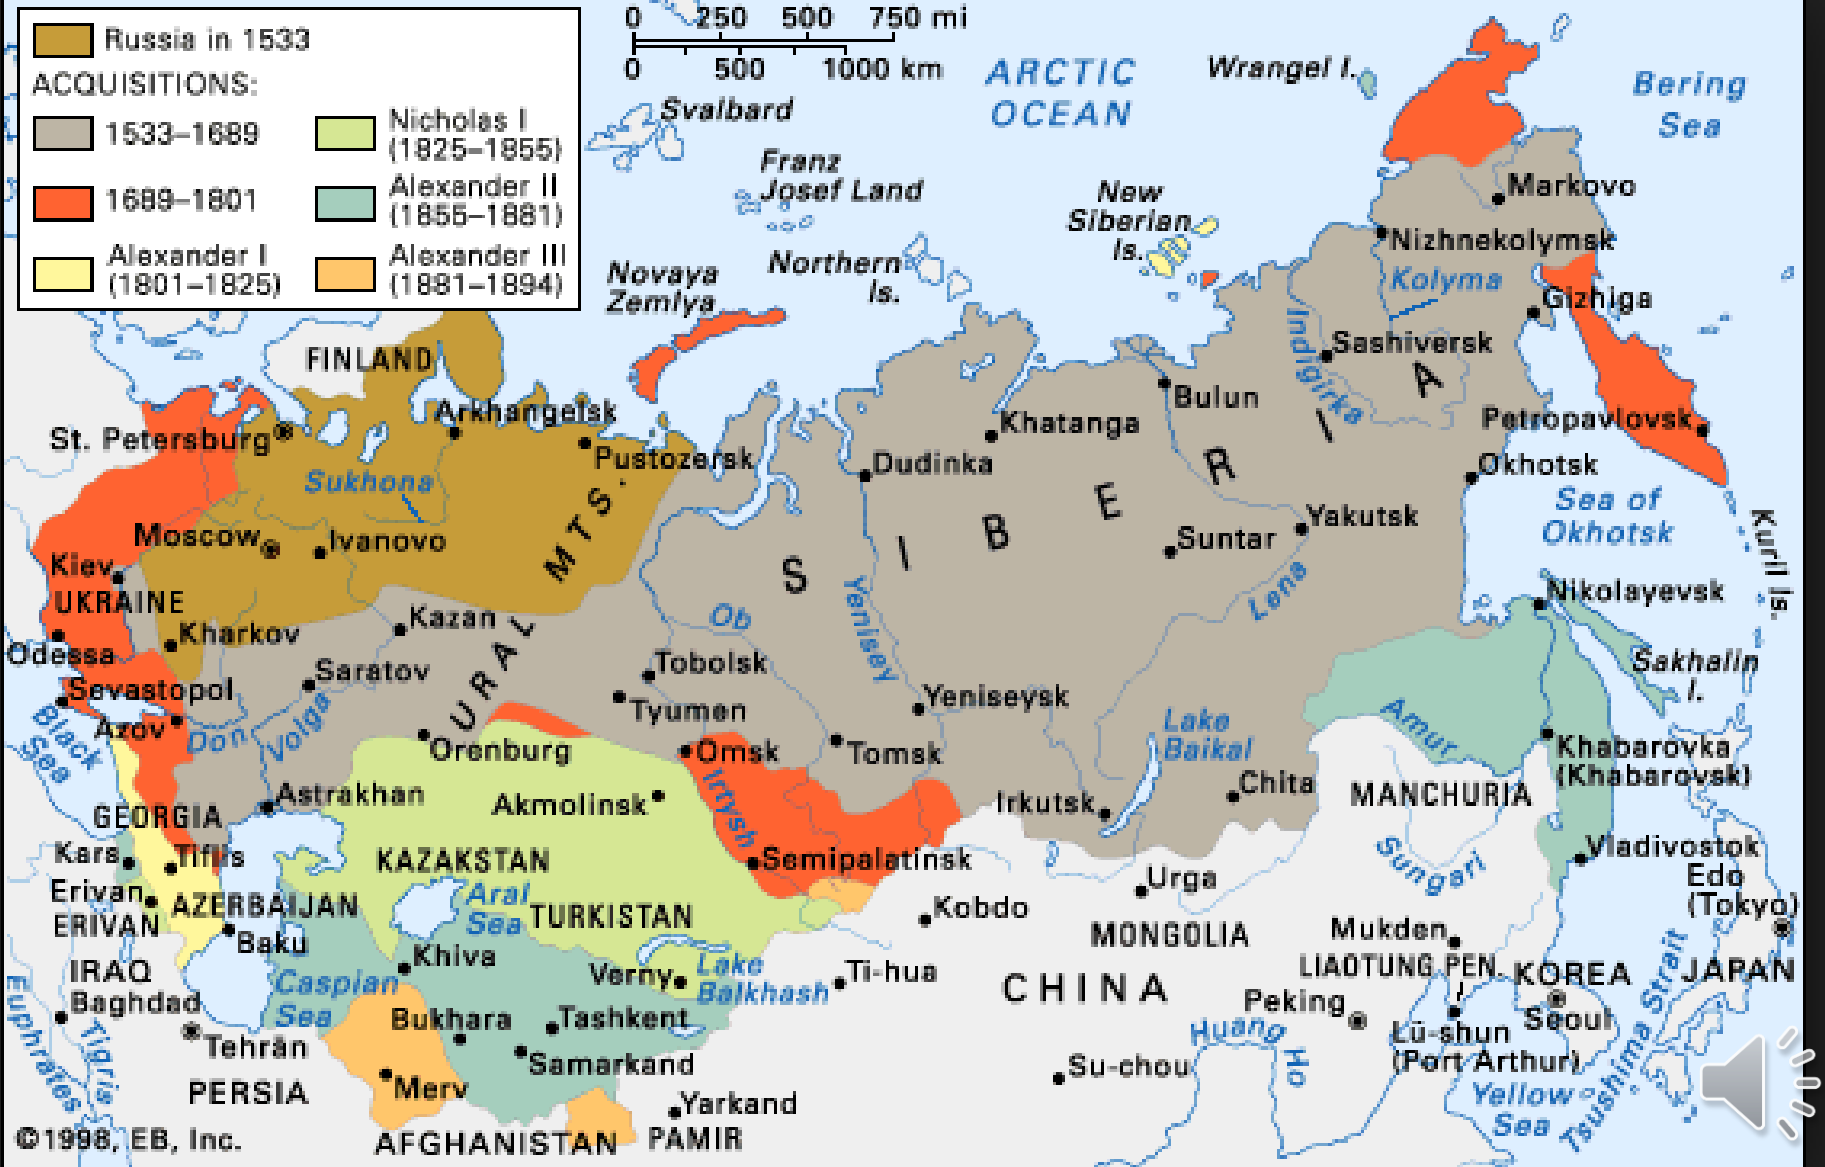 Russia in 1533
ACQUISITIONS:
1533–1689
1689–1801
Alexander I
(1801–1825)
Nicholas I
(1825–1855)
Alexander II
(1855–1881)
Alexander III
(1881–1894)
0 250 500 750 mi
0 500 1000 km
ARCTIC
OCEAN
Wrangel I.
Bering
Sea
Svalbard
Franz
Josef Land
New
Siberian
Is.
Northern
Is.
Novaya
Zemlya
Markovo
Nizhnekolymsk
Kolyma
Gizhiga
Indigirka
Sashiversk
FINLAND
Arkhangelsk
St. Petersburg
Pustozersk
Sukhona
Moscow
Ivanovo
Kiev
UKRAINE
Kharkov
Odessa
Sevastopol
Azov
Black
Sea
Don
Volga
Kazan
Saratov
URAL MTS.
Khatanga
Dudinka
Bulun
SIBERIA
Petropavlovsk
Okhotsk
Sea of
Okhotsk
Kuril Is.
Yakutsk
Suntar
Lena
Yenisey
Ob
Tobolsk
Tyumen
Yeniseysk
Tomsk
Nikolayevsk
Sakhalin
I.
Amur
Khabarovka
(Khabarovsk)
Lake
Baikal
Chita
Irkutsk
MANCHURIA
Sungari
Vladivostok
Orenburg
Omsk
Irtysh
Akmolinsk
Astrakhan
Semipalatinsk
GEORGIA
Kars
Tiflis
Erivan
ERIVAN
AZERBAIJAN
Baku
KAZAKSTAN
Aral
Sea
TURKISTAN
Khiva
Verny
Lake
Balkhash
Caspian
Sea
IRAQ
Baghdad
Euphrates
Tigris
Tehrān
PERSIA
Bukhara
Tashkent
Samarkand
Merv
Yarkand
AFGHANISTAN
PAMIR
Urga
Kobdo
MONGOLIA
Ti-hua
CHINA
Su-chou
Huang Ho
Peking
Mukden
LIAOTUNG PEN.
Lü-shun
(Port Arthur)
KOREA
Seoul
Yellow
Sea
Tsushima Strait
Edo
(Tokyo)
JAPAN
©1998, EB, Inc.